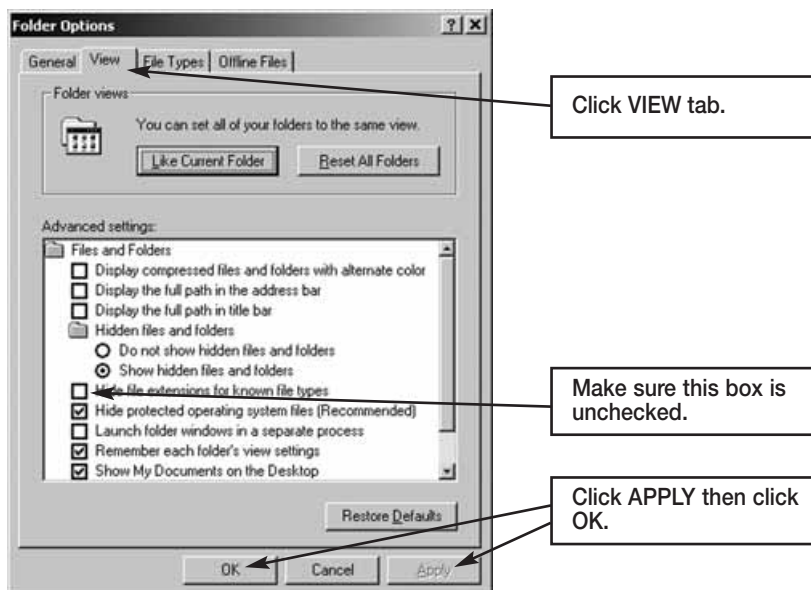 Folder Options
General View File Types Offline Files
Click VIEW tab.
Folder views
You can set all of your folders to the same view.
Like Current Folder Reset All Folders
Advanced settings:
Files and Folders
Display compressed files and folders with alternate color
Display the full path in the address bar
Display the full path in title bar
Hidden files and folders
Do not show hidden files and folders
Show hidden files and folders
Hide file extensions for known file types
Make sure this box is
unchecked.
Hide protected operating system files (Recommended)
Launch folder windows in a separate process
Remember each folder's view settings
Show My Documents on the Desktop
Click APPLY then click
OK.
Restore Defaults
OK Cancel Apply